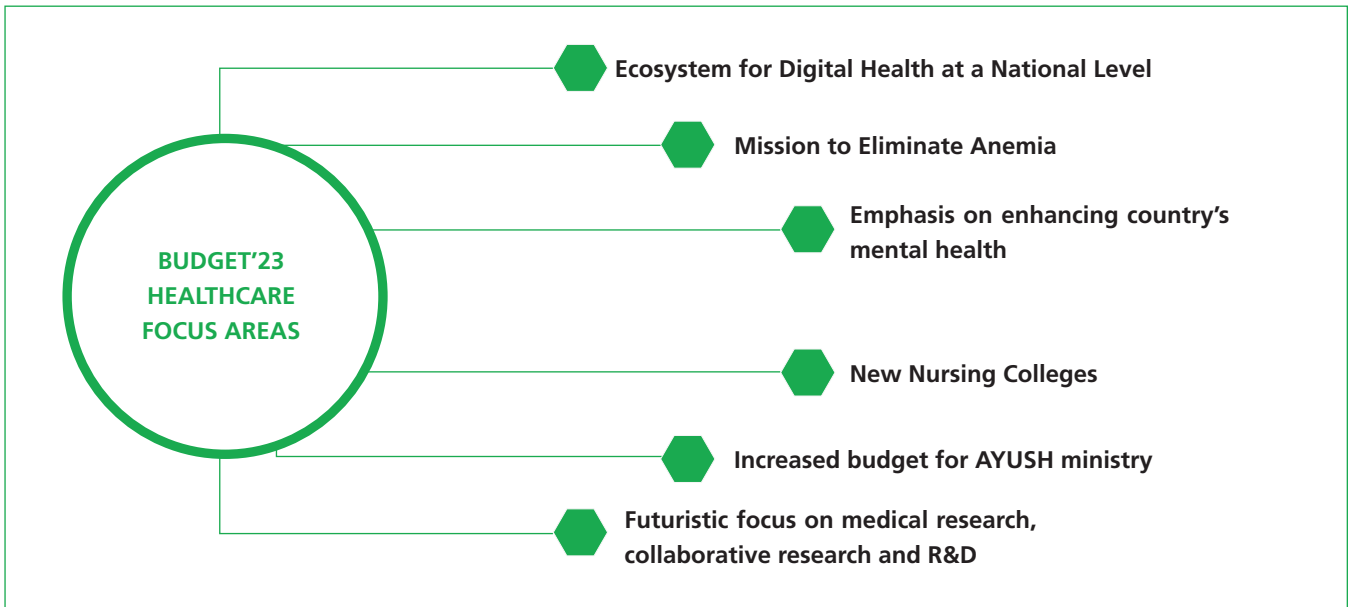 Ecosystem for Digital Health at a National Level
Mission to Eliminate Anemia
Emphasis on enhancing country’s
mental health
BUDGET’23
HEALTHCARE
FOCUS AREAS
New Nursing Colleges
Increased budget for AYUSH ministry
Futuristic focus on medical research,
collaborative research and R&D